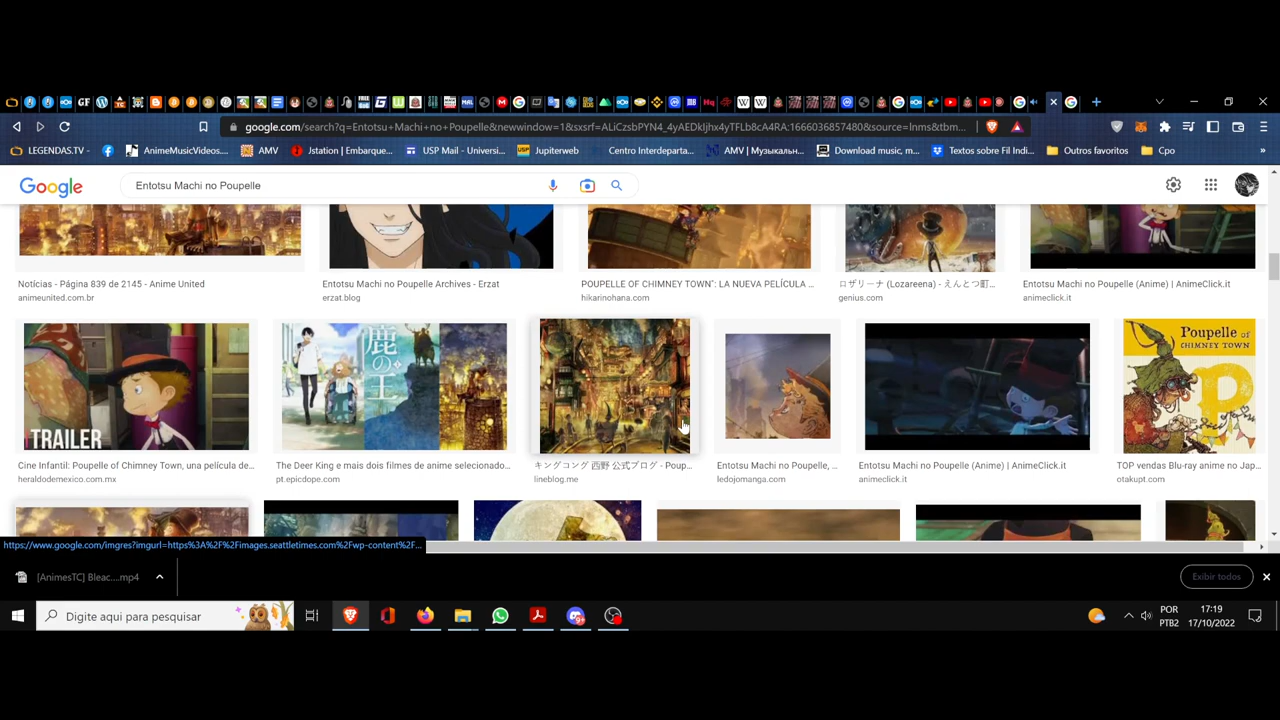 GF
MAL
Hq
W
W
google.com/search?q=Entotsu+Machi+no+Poupelle&newwindow=1&sxsrf=ALiCzsbPYN4_4yAEDkIjhx4yTFLb8cA4RA:1666036857480&source=lnms&tbm...
LEGENDAS.TV -
AnimeMusicVideos....
AMV
Jstation | Embarque...
USP Mail - Universi...
Jupiterweb
Centro Interdeparta...
AMV | Музыкальн...
Download music, m...
Textos sobre Fil Indi...
Outros favoritos
Cpo
»
Google
Entotsu Machi no Poupelle
Notícias - Página 839 de 2145 - Anime United
animeunited.com.br
Entotsu Machi no Poupelle Archives - Erzat
erzat.blog
POUPELLE OF CHIMNEY TOWN": LA NUEVA PELÍCULA ...
hikarinohana.com
ロザリーナ (Lozareena) - えんとつ町...
genius.com
Entotsu Machi no Poupelle (Anime) | AnimeClick.it
animeclick.it
TRAILER
鹿の王
Poupelle of
CHIMNEY TOWN
P
Cine Infantil: Poupelle of Chimney Town, una película de...
heraldodemexico.com.mx
The Deer King e mais dois filmes de anime selecionado...
pt.epicdope.com
キングコング 西野 公式ブログ - Poup...
lineblog.me
Entotsu Machi no Poupelle, ...
ledojomanga.com
Entotsu Machi no Poupelle (Anime) | AnimeClick.it
animeclick.it
TOP vendas Blu-ray anime no Jap...
otakupt.com
https://www.google.com/imgres?imgurl=https%3A%2F%2Fimages.seattletimes.com%2Fwp-content%2F...
[AnimesTC] Bleac....mp4
Exibir todos
Digite aqui para pesquisar
POR
PTB2
17:19
17/10/2022